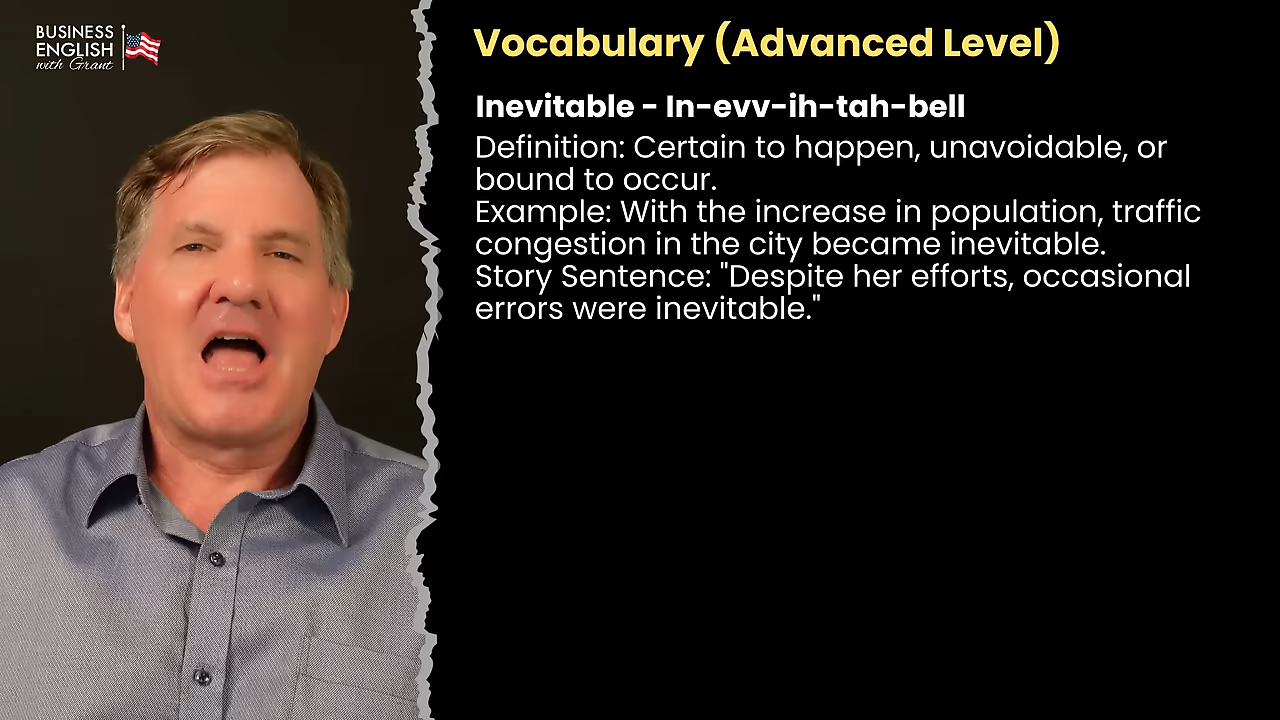 BUSINESS
ENGLISH
with Grant
Vocabulary (Advanced Level)
Inevitable - In-evv-ih-tah-bell
Definition: Certain to happen, unavoidable, or
bound to occur.
Example: With the increase in population, traffic
congestion in the city became inevitable.
Story Sentence: "Despite her efforts, occasional
errors were inevitable."